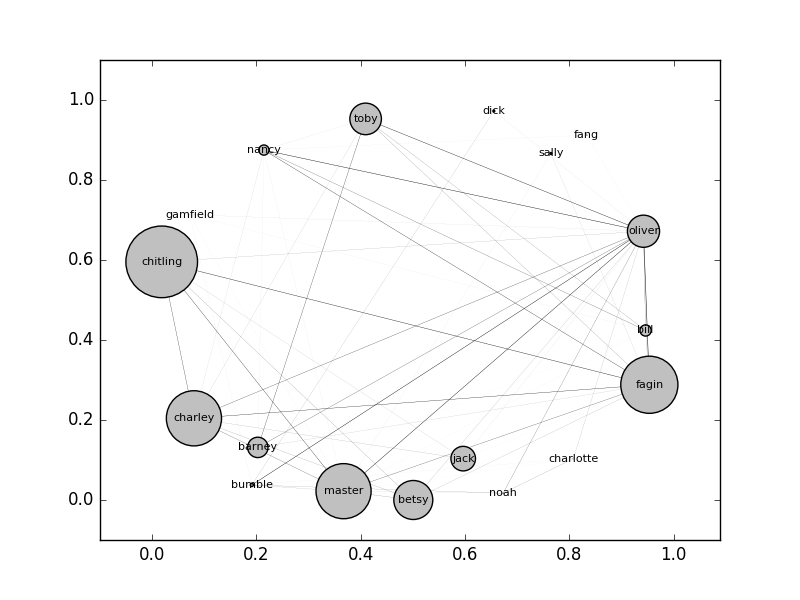 1.0
0.8
0.6
0.4
0.2
0.0
dick
toby
fang
nancy
sally
gamfield
oliver
chitling
bill
fagin
charley
barney
jack
charlotte
bumble
master
noah
betsy
0.0 0.2 0.4 0.6 0.8 1.0